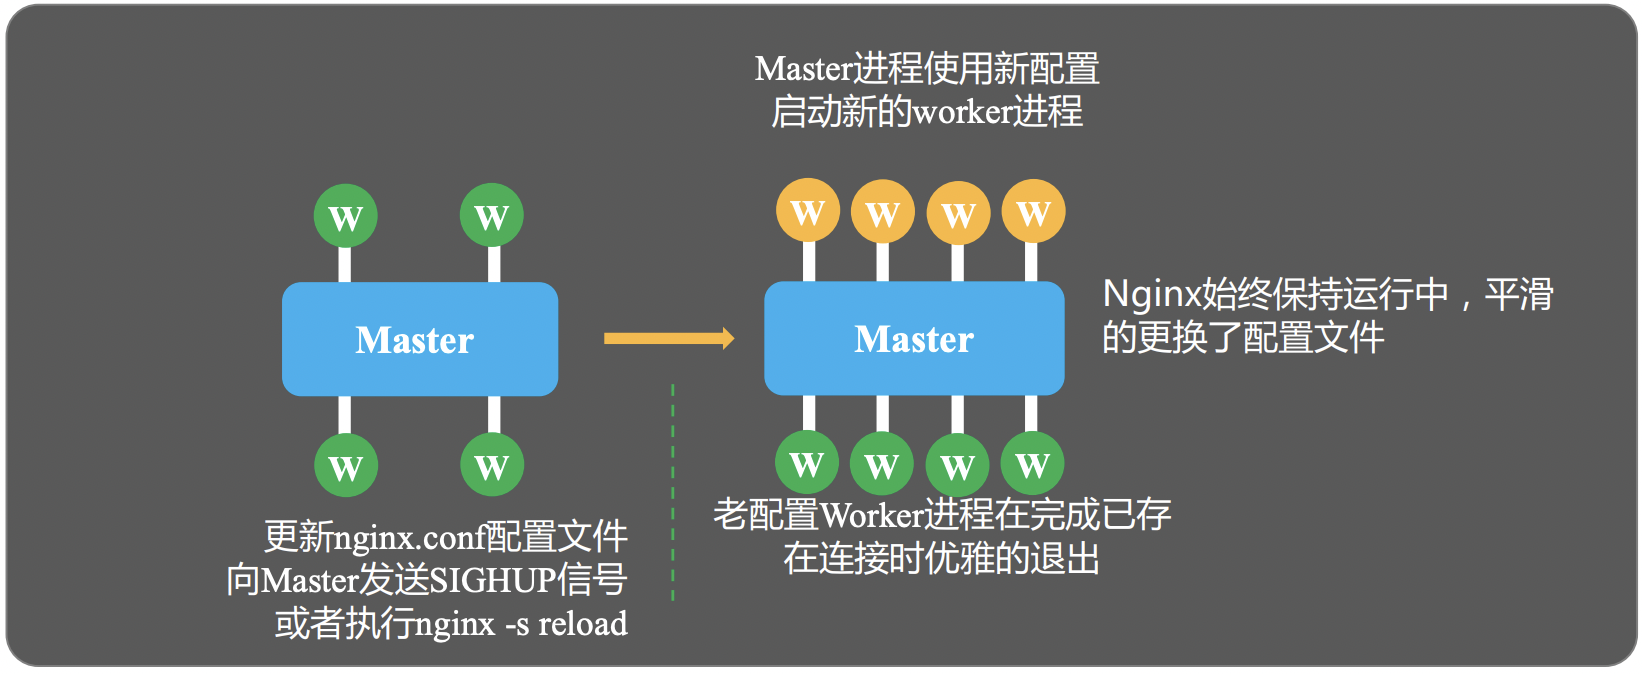 Master进程使用新配置
启动新的worker进程
W W
W W W W
Master
Master
Nginx始终保持运行中，平滑
的更换了配置文件
W W
W W W W
更新nginx.conf配置文件
向Master发送SIGHUP信号
或者执行nginx -s reload
老配置Worker进程在完成已存
在连接时优雅的退出